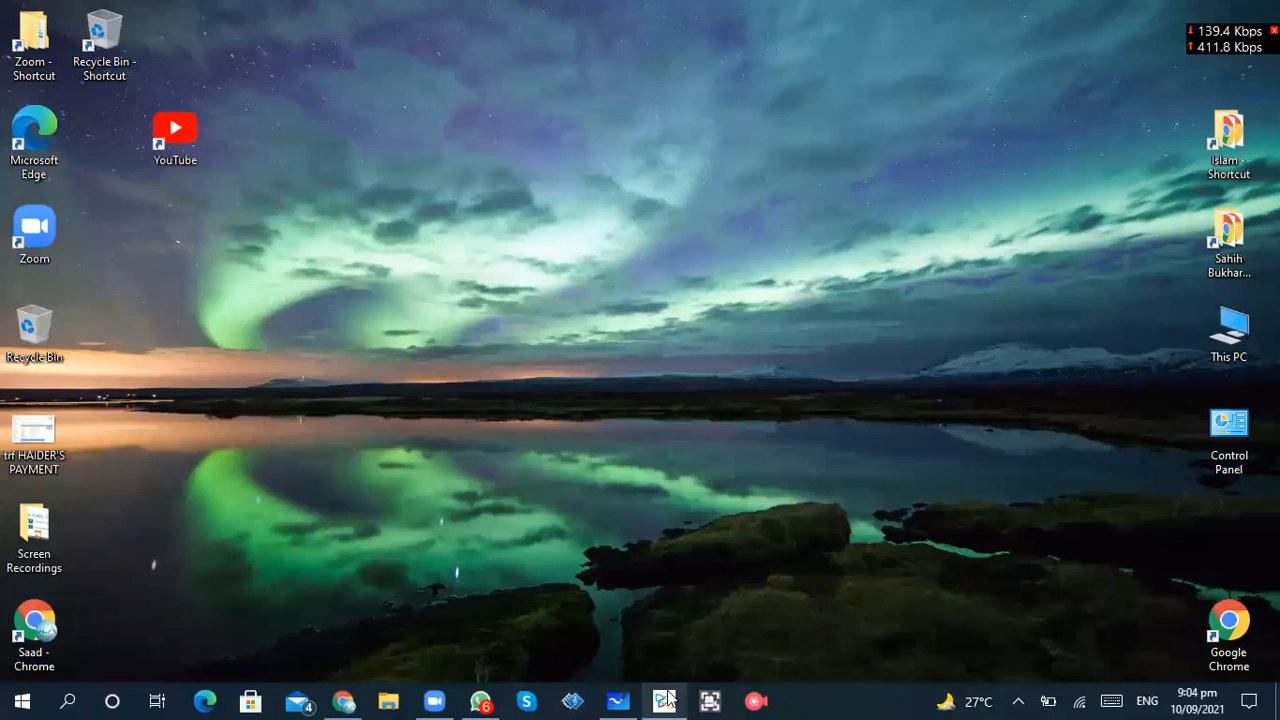 Zoom -
Shortcut
Recycle Bin -
Shortcut
139.4 Kbps
411.8 Kbps
Microsoft
Edge
YouTube
Islam -
Shortcut
Zoom
Sahih
Bukhar...
Recycle Bin
This PC
trf HAIDER'S
PAYMENT
Control
Panel
Screen
Recordings
Saad -
Chrome
Google
Chrome
4
6
27°C
ENG
9:04 pm
10/09/2021